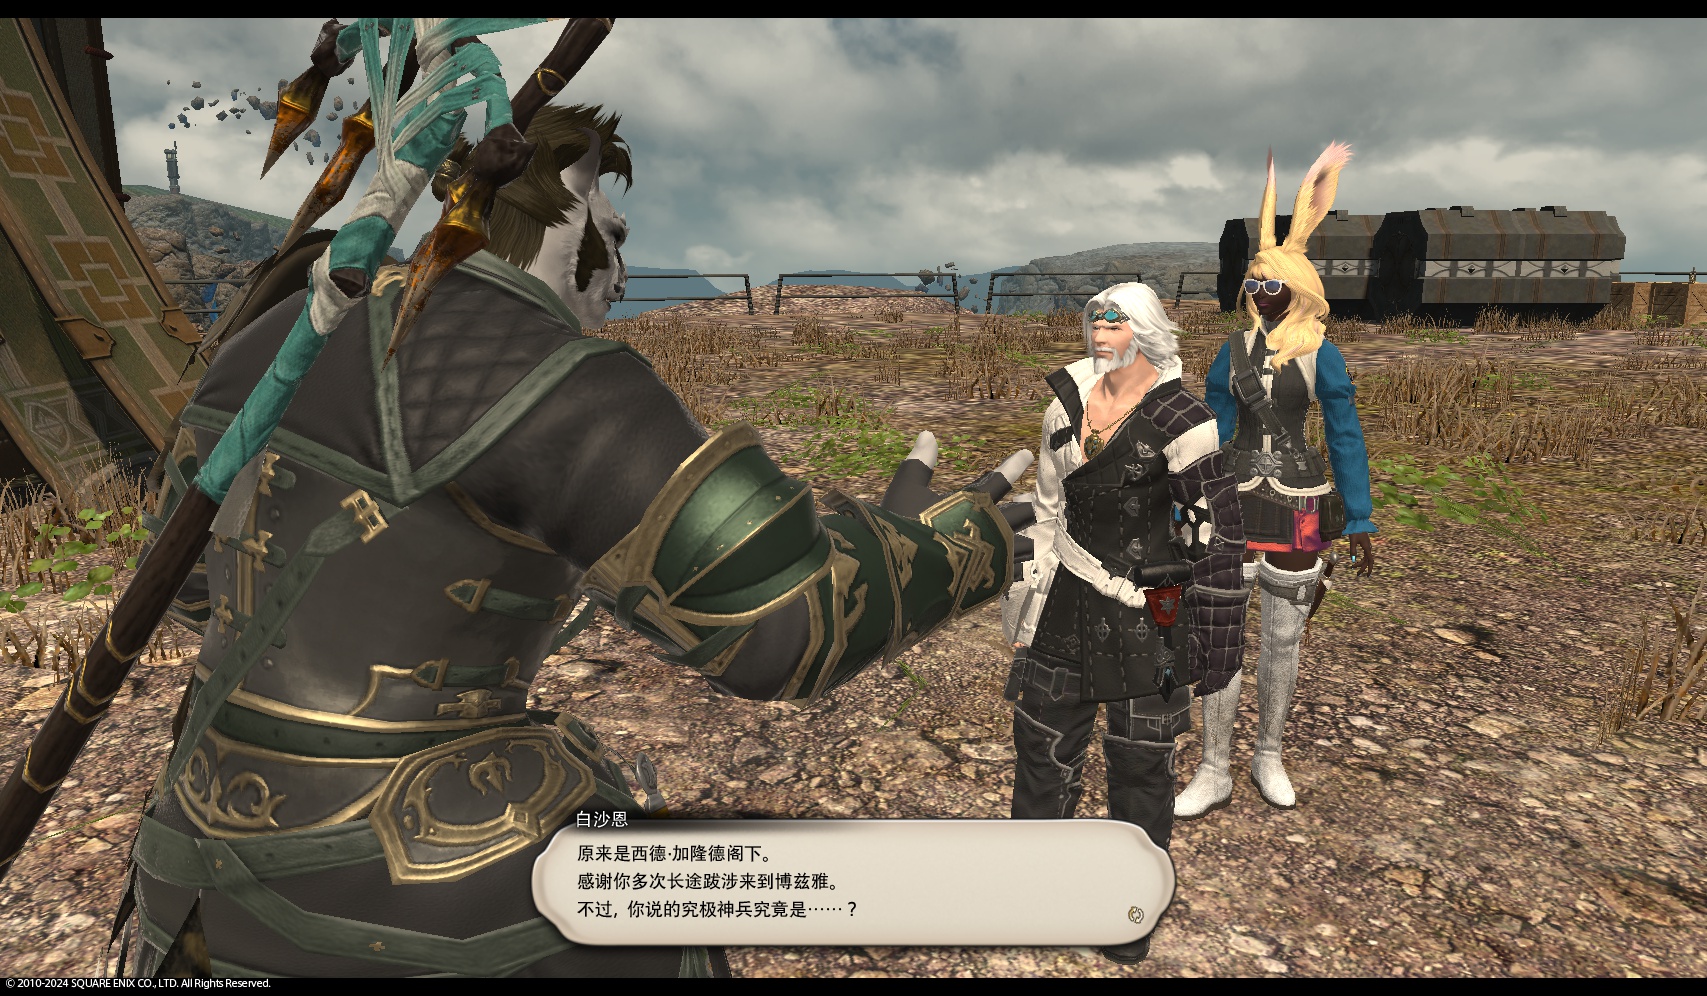 白沙恩
原来是西德·加隆德阁下。
感谢你多次长途跋涉来到博兹雅。
不过，你说的究极神兵究竟是……？
© 2010-2024 SQUARE ENIX CO., LTD. All Rights Reserved.